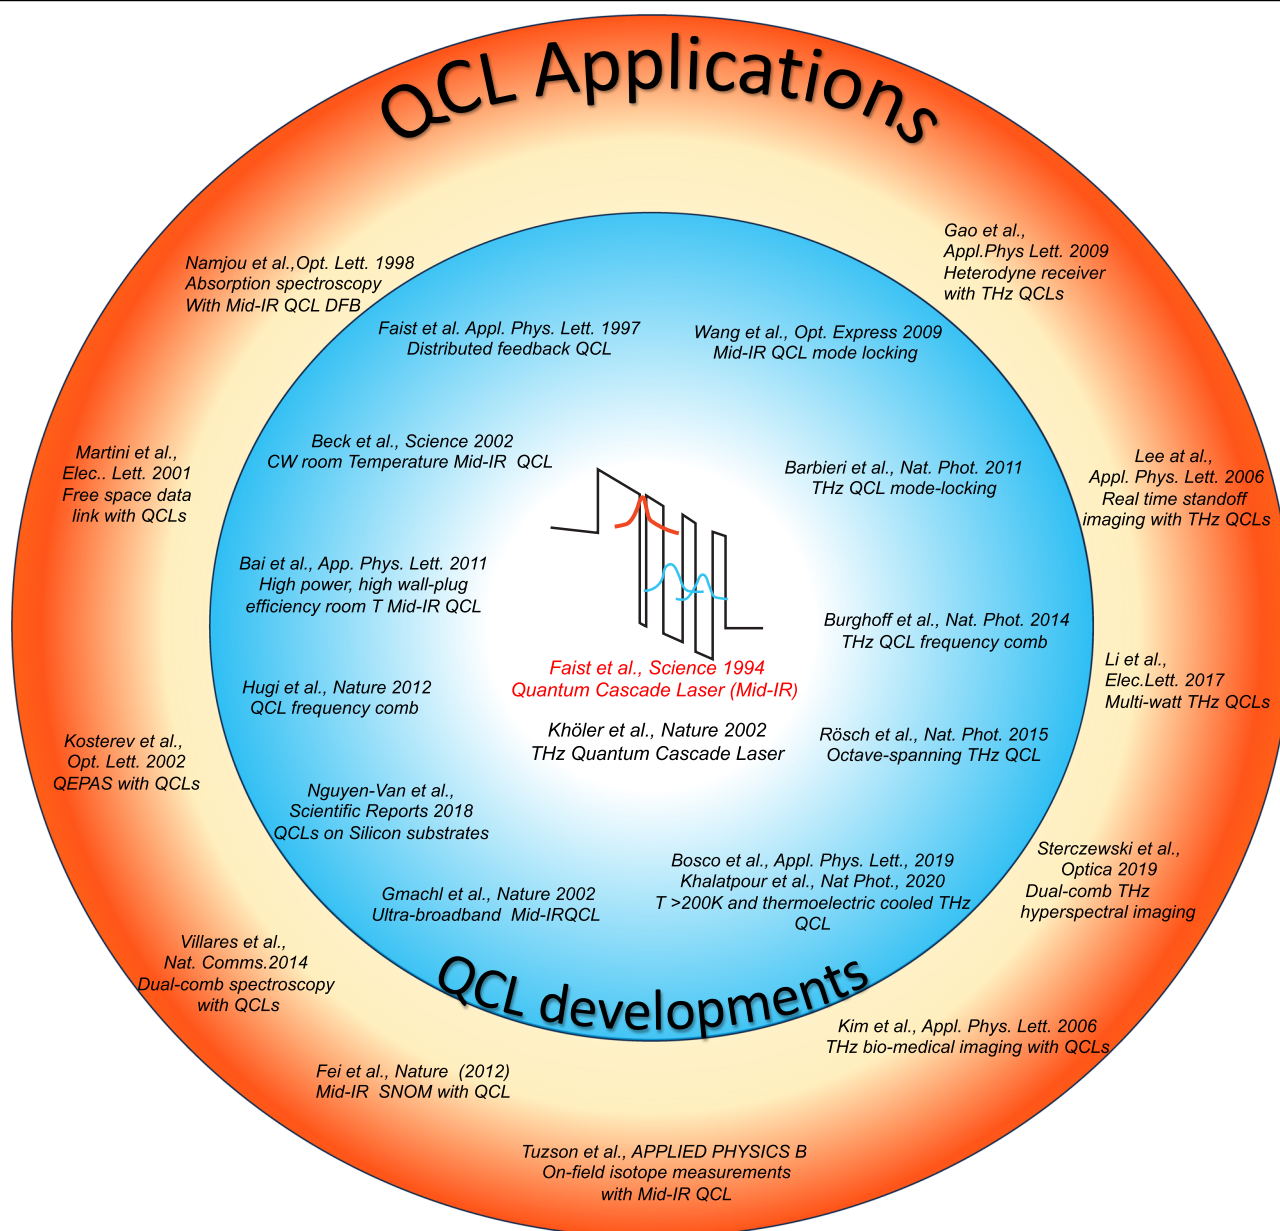 QCL Applications
Gao et al.,
Appl.Phys Lett. 2009
Heterodyne receiver
with THz QCLs
Namjou et al.,Opt. Lett. 1998
Absorption spectroscopy
With Mid-IR QCL DFB
Faist et al. Appl. Phys. Lett. 1997
Distributed feedback QCL
Wang et al., Opt. Express 2009
Mid-IR QCL mode locking
Beck et al., Science 2002
CW room Temperature Mid-IR  QCL
Martini et al.,
Elec.. Lett. 2001
Free space data
link with QCLs
Barbieri et al., Nat. Phot. 2011
THz QCL mode-locking
Lee at al.,
Appl. Phys. Lett. 2006
Real time standoff
imaging with THz QCLs
Bai et al., App. Phys. Lett. 2011
High power, high wall-plug
efficiency room T Mid-IR QCL
Burghoff et al., Nat. Phot. 2014
THz QCL frequency comb
Faist et al., Science 1994
Quantum Cascade Laser (Mid-IR)
Li et al.,
Elec.Lett. 2017
Multi-watt THz QCLs
Hugi et al., Nature 2012
QCL frequency comb
Khöler et al., Nature 2002
THz Quantum Cascade Laser
Rösch et al., Nat. Phot. 2015
Octave-spanning THz QCL
Kosterev et al.,
Opt. Lett. 2002
QEPAS with QCLs
Nguyen-Van et al.,
Scientific Reports 2018
QCLs on Silicon substrates
Bosco et al., Appl. Phys. Lett., 2019
Khalatpour et al., Nat Phot., 2020
T >200K and thermoelectric cooled THz
QCL
Sterczewski et al.,
Optica 2019
Dual-comb THz
hyperspectral imaging
Gmachl et al., Nature 2002
Ultra-broadband  Mid-IRQCL
Villares et al.,
Nat. Comms.2014
Dual-comb spectroscopy
with QCLs
QCL developments
Kim et al., Appl. Phys. Lett. 2006
THz bio-medical imaging with QCLs
Fei et al., Nature  (2012)
Mid-IR  SNOM with QCL
Tuzson et al., APPLIED PHYSICS B
On-field isotope measurements
with Mid-IR QCL